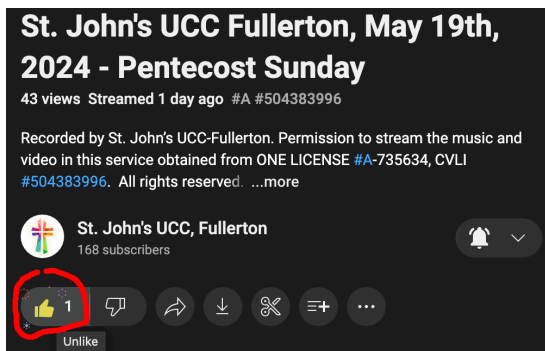 St. John's UCC Fullerton, May 19th,
2024 - Pentecost Sunday
43 views Streamed 1 day ago #A #504383996
Recorded by St. John’s UCC-Fullerton. Permission to stream the music and
video in this service obtained from ONE LICENSE #A-735634, CVLI
#504383996. All rights reserved. ...more
St. John's UCC, Fullerton
168 subscribers
1
Unlike